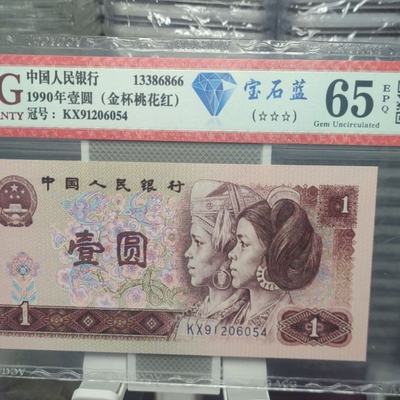 G
NTY
中国人民银行
13386866
1990年壹圆（金杯桃花红）
冠号：KX91206054
宝石蓝
(☆☆☆)
65
EPQ
Gem Uncirculated
中国人民银行
1
壹圆
KX91206054
1
1